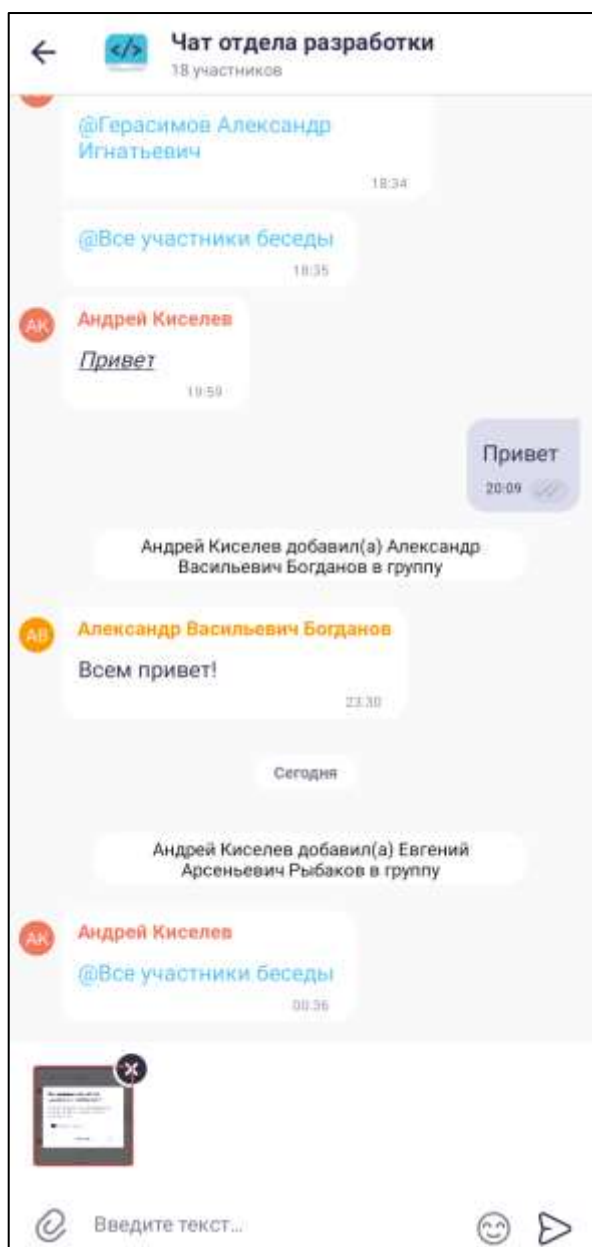 </>
Чат отдела разработки
18 участников
@Герасимов Александр
Игнатьевич
18:34
@Все участники беседы
18:35
АК
Андрей Киселев
Привет
19:59
Привет
20:09
Андрей Киселев добавил(а) Александр
Васильевич Богданов в группу
АВ
Александр Васильевич Богданов
Всем привет!
23:30
Сегодня
Андрей Киселев добавил(а) Евгений
Арсеньевич Рыбаков в группу
АК
Андрей Киселев
@Все участники беседы
00:36
Введите текст...